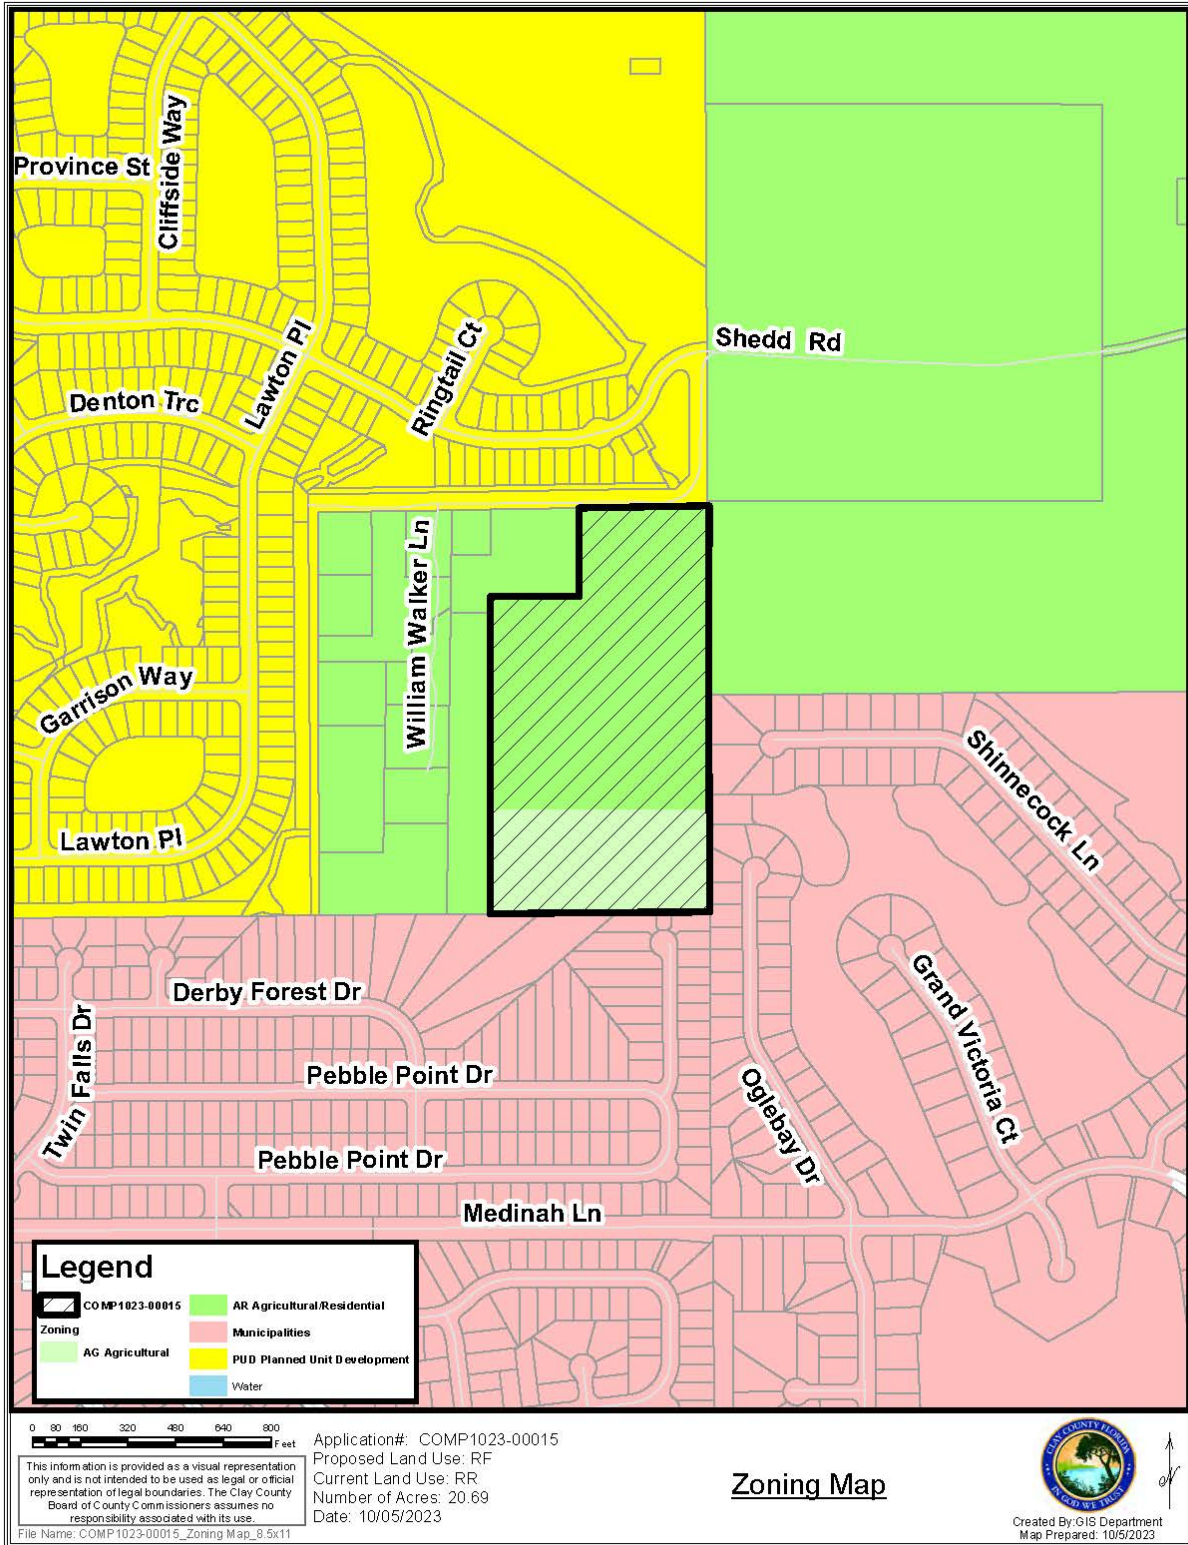 Province St
Cliffside Way
Shedd Rd
Ringtail Ct
Lawton Pl
Denton Trc
William Walker Ln
Garrison Way
Shinnecock Ln
Lawton Pl
Derby Forest Dr
Grand Victoria Ct
Twin Falls Dr
Pebble Point Dr
Oglebay Dr
Pebble Point Dr
Medinah Ln
Legend
COMP1023-00015
Zoning
AG Agricultural
AR Agricultural/Residential
Municipalities
PUD Planned Unit Development
Water
0 80 160 320 480 640 800
Feet
This information is provided as a visual representation
only and is not intended to be used as legal or official
representation of legal boundaries. The Clay County
Board of County Commissioners assumes no
responsibility associated with its use.
File Name: COMP1023-00015_Zoning Map_8.5x11
Application#: COMP1023-00015
Proposed Land Use: RF
Current Land Use: RR
Number of Acres: 20.69
Date: 10/05/2023
Zoning Map
CLAY COUNTY FLORIDA
IN GOD WE TRUST
N
Created By:GIS Department
Map Prepared: 10/5/2023